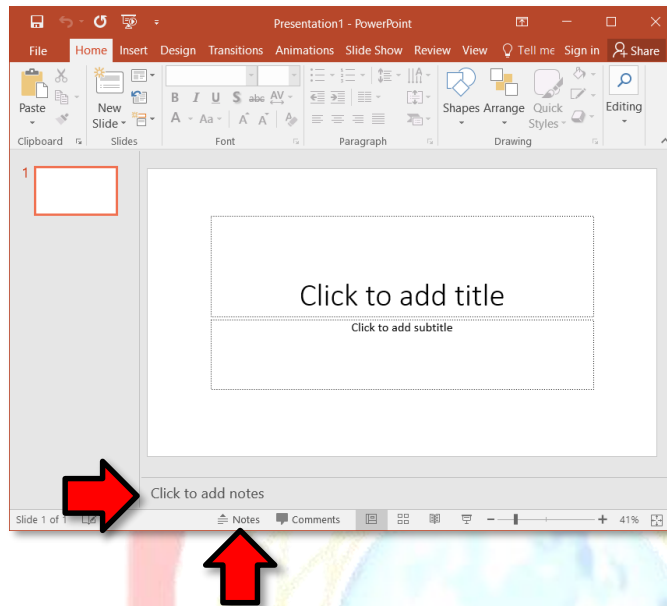 Presentation1 - PowerPoint
File Home Insert Design Transitions Animations Slide Show Review View Tell me Sign in Share
Paste
New
Slide
B I U S abc AV
A Aa A A
Shapes Arrange Quick
Styles
Editing
Clipboard Slides Font Paragraph Drawing
1
Click to add title
Click to add subtitle
Click to add notes
Slide 1 of 1 Notes Comments 41%